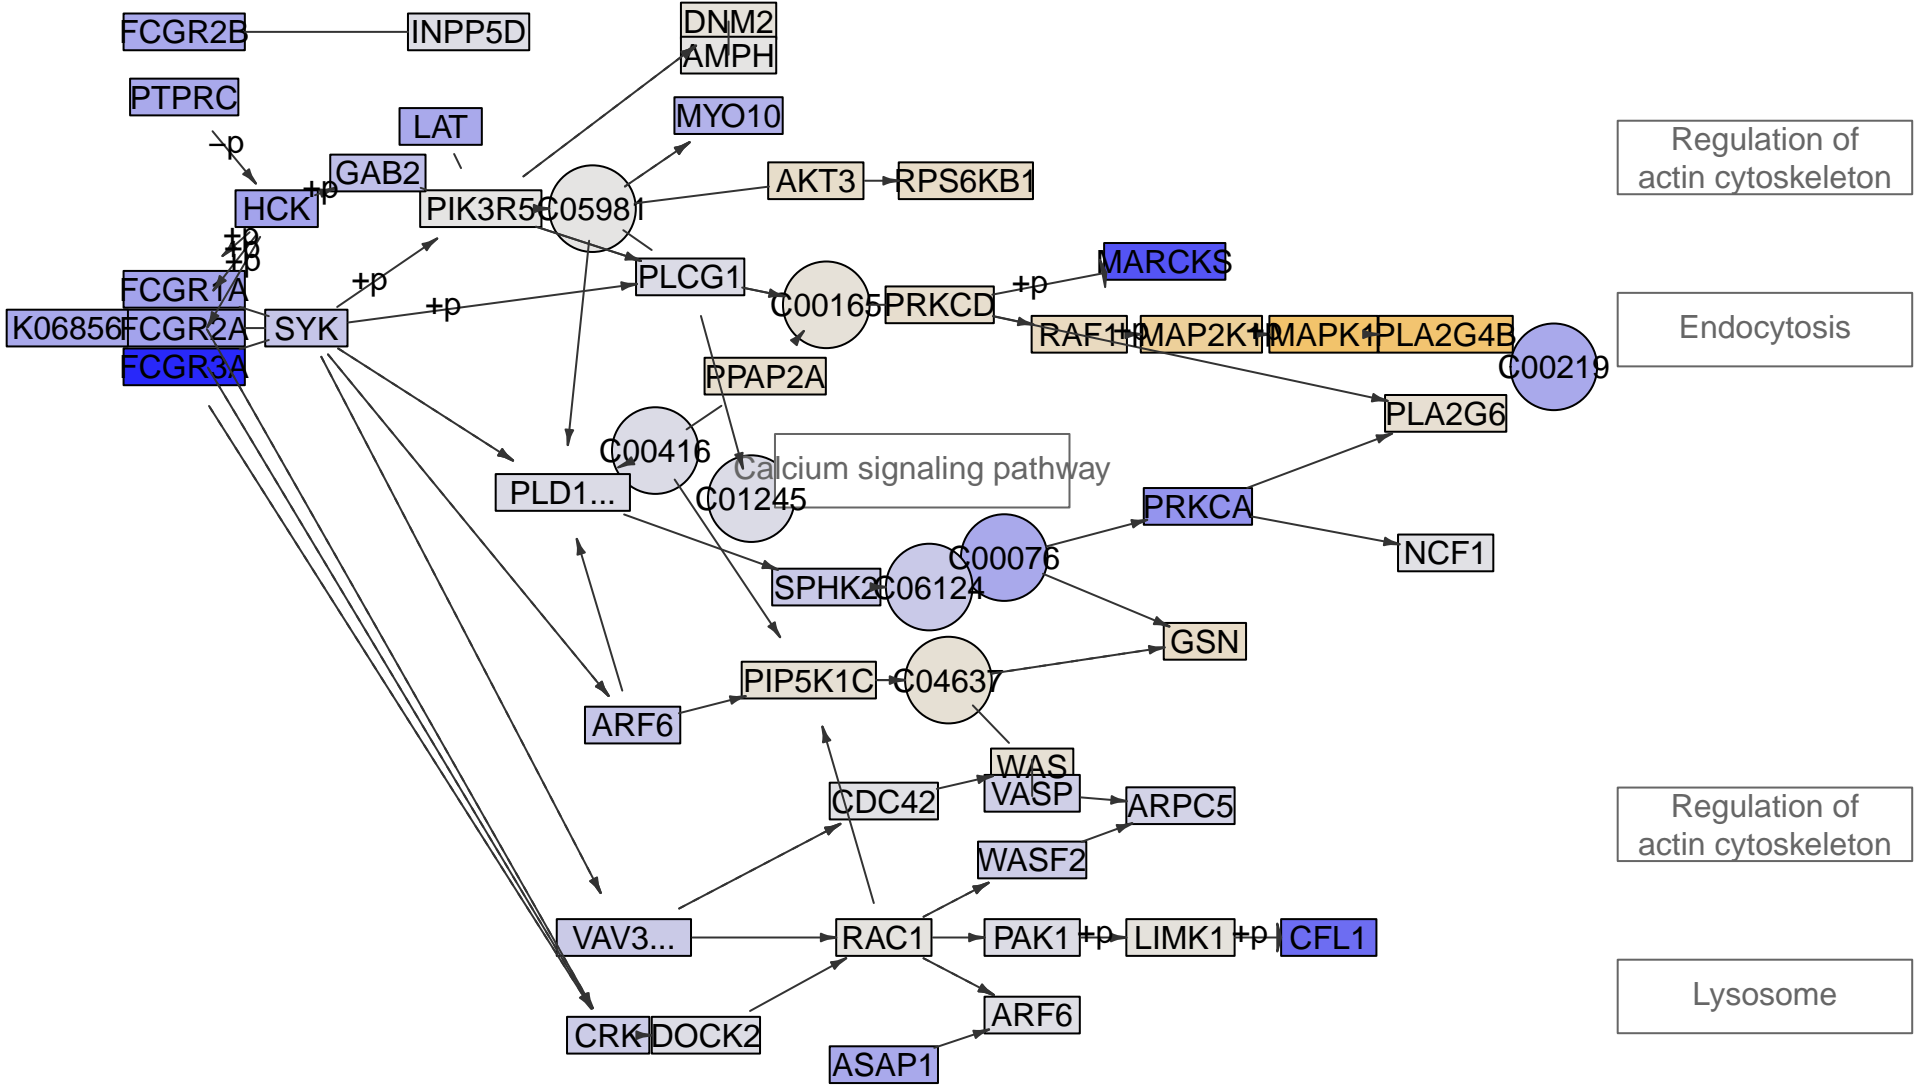 FCGR2B
INPP5D
DNM2
AMPH
PTPRC
LAT
MYO10
Regulation of
actin cytoskeleton
−p
GAB2
+p
HCK
PIK3R5
C05981
AKT3
RPS6KB1
+p
+p
+p
MARCKS
FCGR1A
+p
+p
PLCG1
C00165
PRKCD
+p
K06856
FCGR2A
SYK
RAF1
+p
MAP2K1
+p
MAPK1
PLA2G4B
Endocytosis
FCGR3A
PPAP2A
C00219
PLA2G6
C00416
Calcium signaling pathway
PLD1...
C01245
PRKCA
NCF1
C00076
SPHK2
C06124
GSN
PIP5K1C
C04637
ARF6
WAS
VASP
CDC42
ARPC5
Regulation of
actin cytoskeleton
WASF2
VAV3...
RAC1
PAK1
+p
LIMK1
+p
CFL1
Lysosome
ARF6
CRK
DOCK2
ASAP1